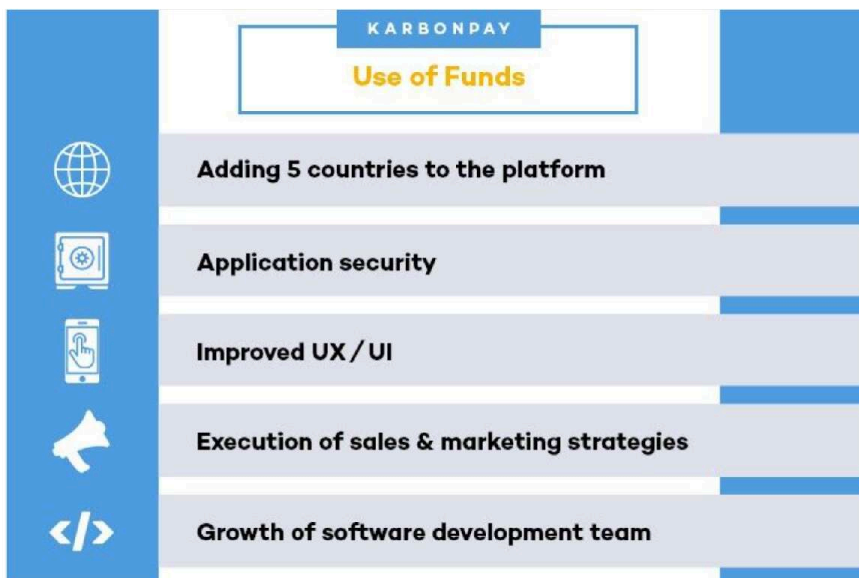 KARBONPAY
Use of Funds
Adding 5 countries to the platform
Application security
Improved UX / UI
Execution of sales & marketing strategies
Growth of software development team